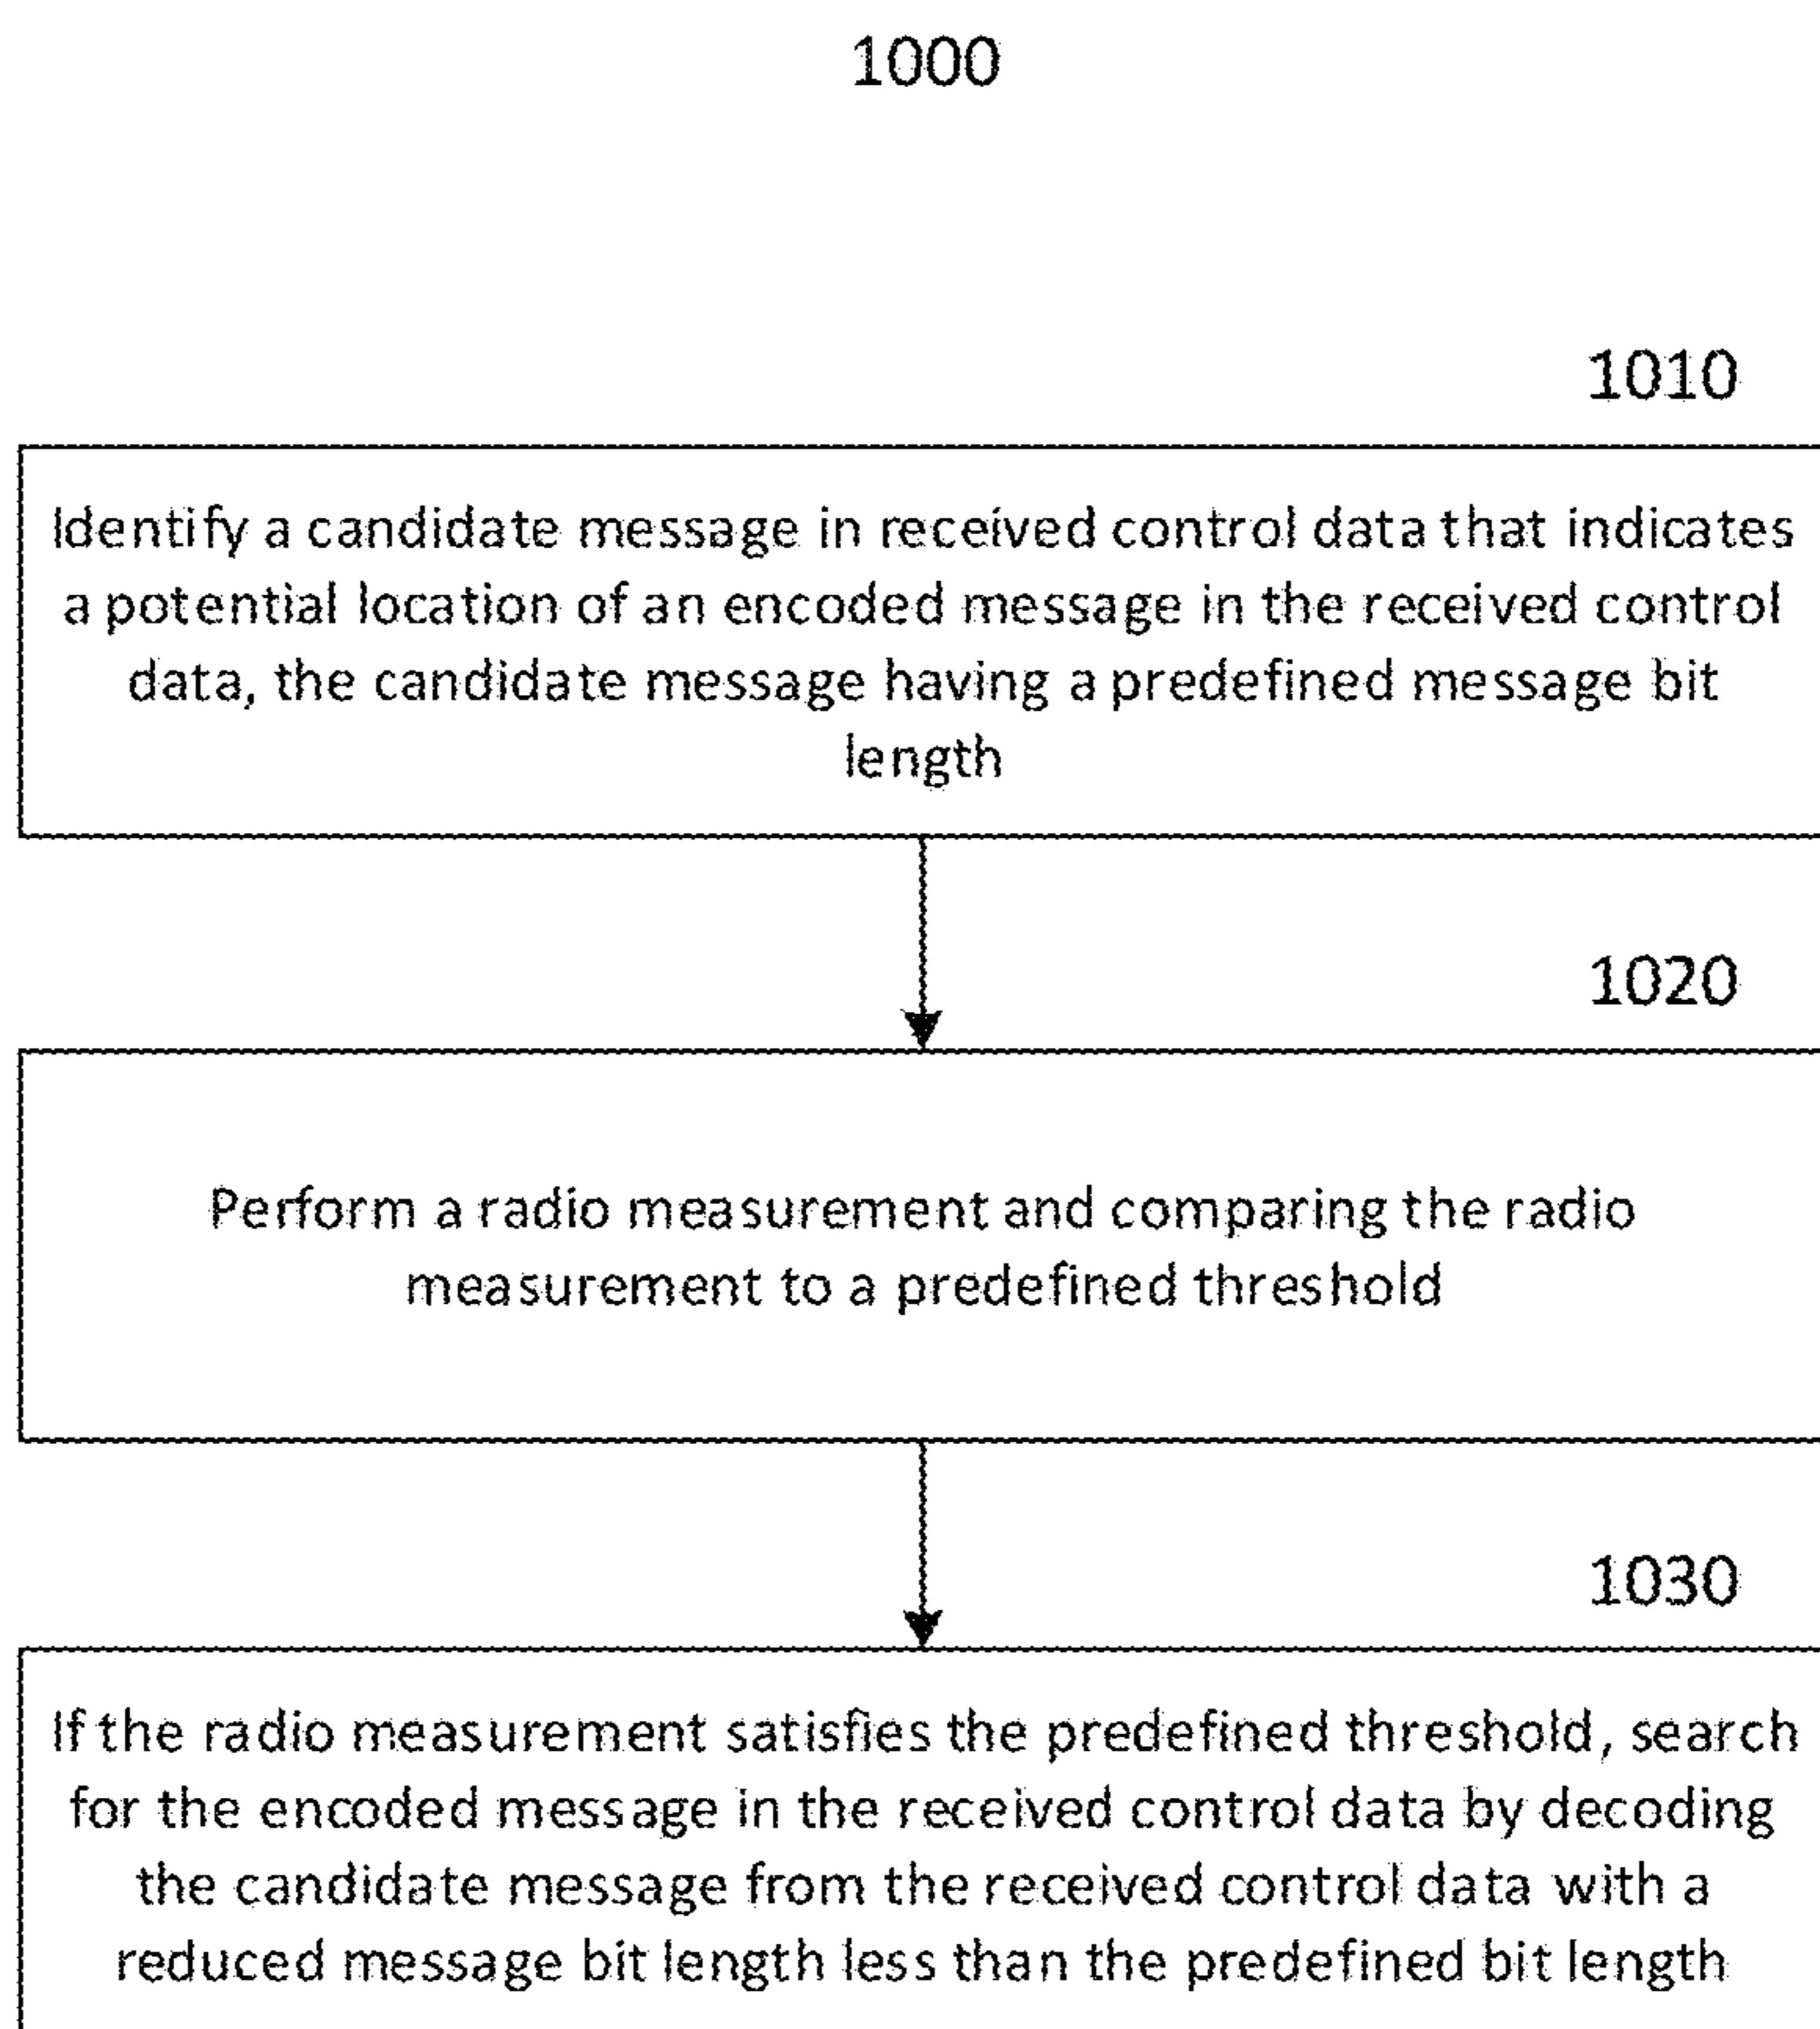 1000
1010
Identify a candidate message in received control data that indicates
a potential location of an encoded message in the received control
data, the candidate message having a predefined message bit
length
1020
Perform a radio measurement and comparing the radio
measurement to a predefined threshold
1030
If the radio measurement satisfies the predefined threshold, search
for the encoded message in the received control data by decoding
the candidate message from the received control data with a
reduced message bit length less than the predefined bit length